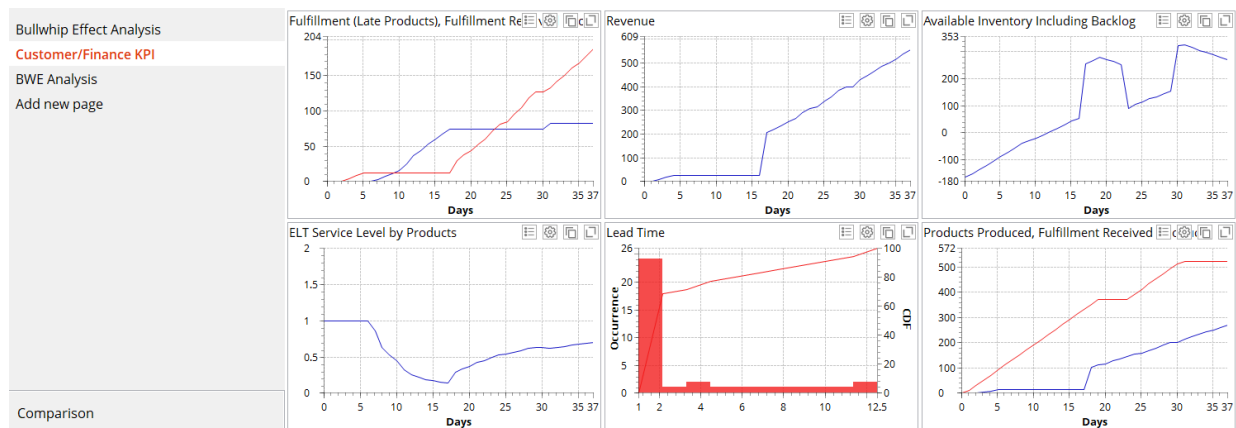 Bullwhip Effect Analysis
Customer/Finance KPI
BWE Analysis
Add new page
Comparison
Fulfillment (Late Products), Fulfillment Re
204
150
100
50
0
0 5 10 15 20 25 30 35 37
Days
Revenue
609
500
400
300
200
100
0
0 5 10 15 20 25 30 35 37
Days
Available Inventory Including Backlog
353
200
100
0
-100
-180
0 5 10 15 20 25 30 35 37
Days
ELT Service Level by Products
2
1.5
1
0.5
0
0 5 10 15 20 25 30 35 37
Days
Lead Time
26
20
15
10
5
0
Occurrence
100
80
60
40
20
0
CDF
1 2 4 6 8 10 12.5
Products Produced, Fulfillment Received
572
500
400
300
200
100
0
0 5 10 15 20 25 30 35 37
Days